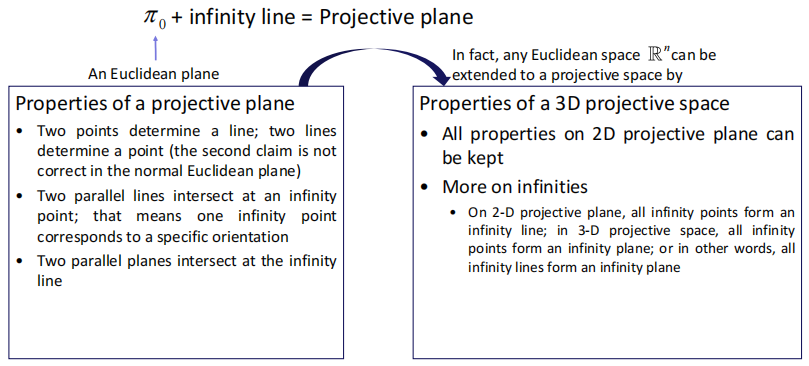 π₀ + infinity line = Projective plane
An Euclidean plane
In fact, any Euclidean space ℝⁿ can be
extended to a projective space by
Properties of a projective plane
• Two points determine a line; two lines
determine a point (the second claim is not
correct in the normal Euclidean plane)
• Two parallel lines intersect at an infinity
point; that means one infinity point
corresponds to a specific orientation
• Two parallel planes intersect at the infinity
line
Properties of a 3D projective space
• All properties on 2D projective plane can
be kept
• More on infinities
• On 2-D projective plane, all infinity points form an
infinity line; in 3-D projective space, all infinity
points form an infinity plane; or in other words, all
infinity lines form an infinity plane